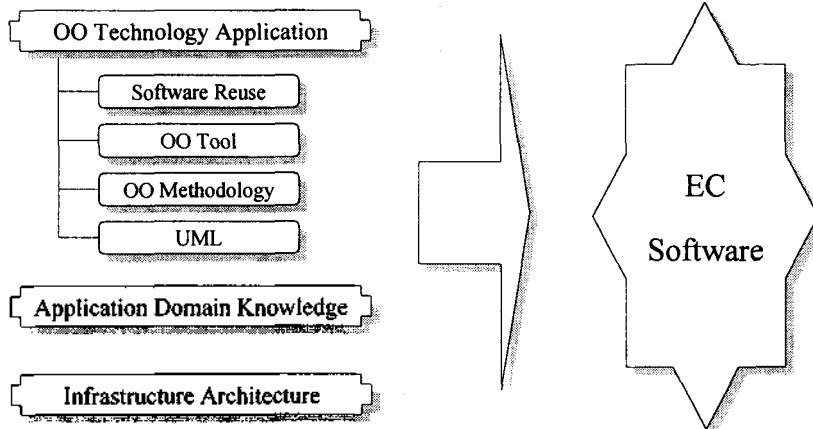 OO Technology Application
Software Reuse
OO Tool
OO Methodology
UML
Application Domain Knowledge
Infrastructure Architecture
EC
Software